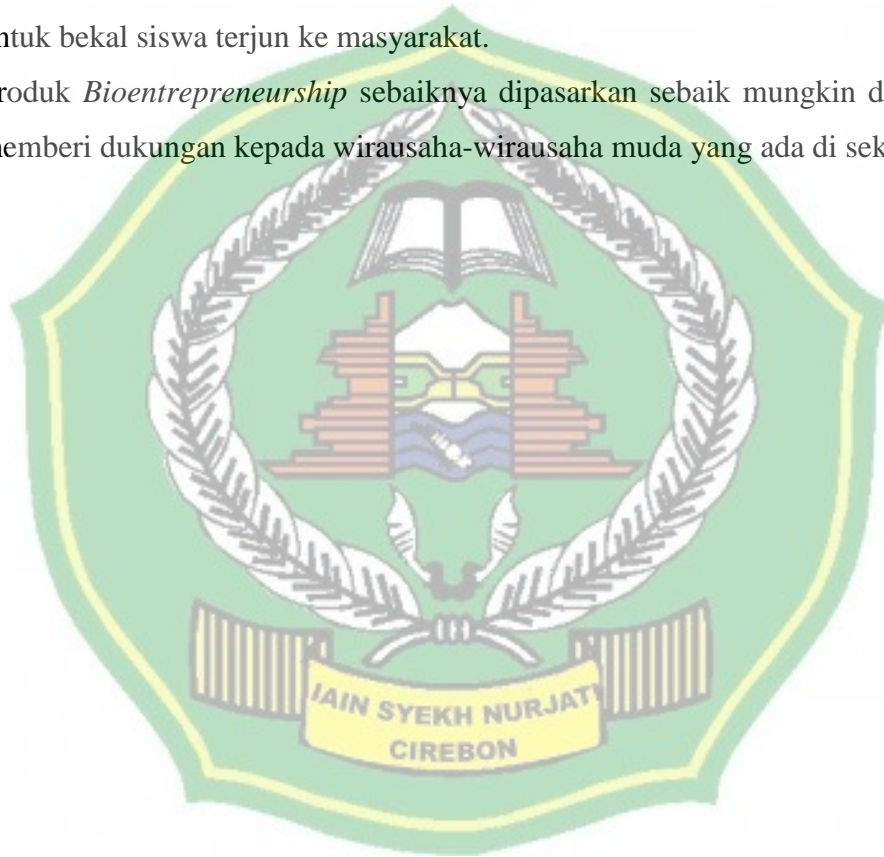 ntuk bekal siswa terjun ke masyarakat.
roduk Bioentrepreneurship sebaiknya dipasarkan sebaik mungkin d
nemberi dukungan kepada wirausaha-wirausaha muda yang ada di sek
IAIN SYEKH NURJATI
CIREBON